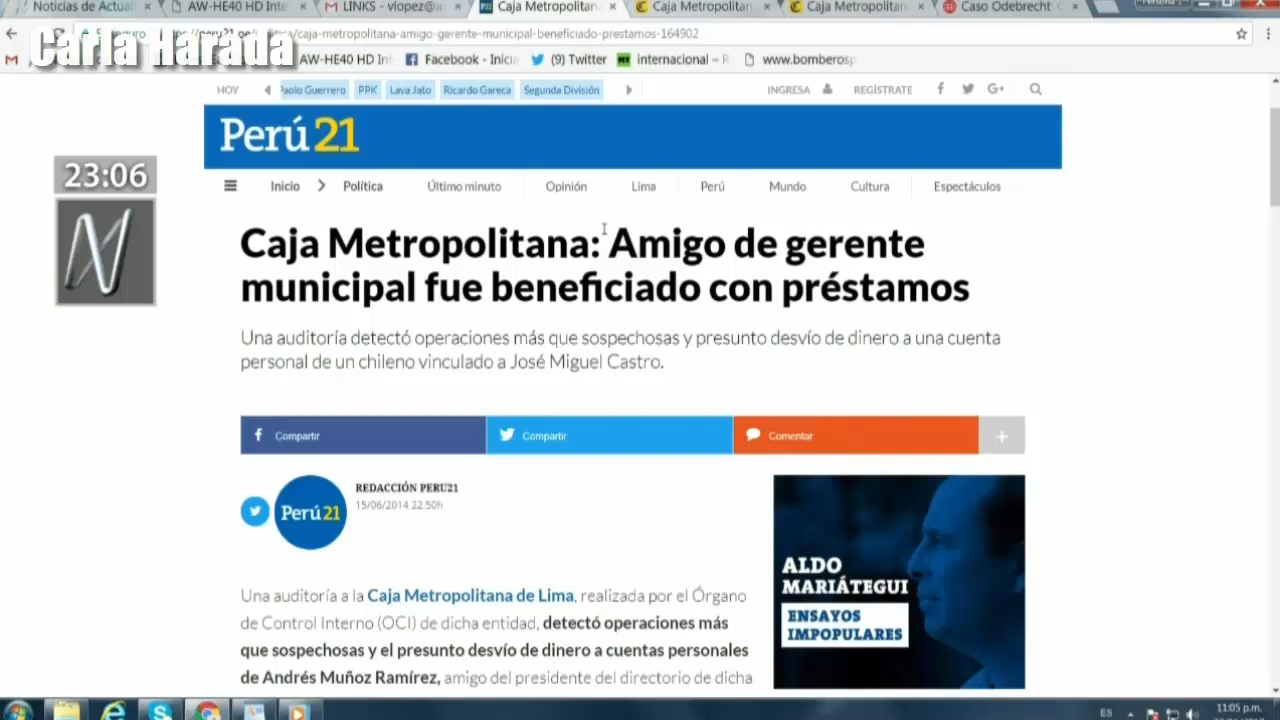 Noticias de Actuali
AW-HE40 HD Inte
LINKS - vlopez@
Caja Metropolitan
Caja Metropolitan
Caja Metropolitan
Caso Odebrecht
Carla Harada
/caja-metropolitana-amigo-gerente-municipal-beneficiado-prestamos-164902
AW-HE40 HD Int
Facebook - Inicia
(9) Twitter
RT
internacional – R
www.bomberosp
HOY
Paolo Guerrero
PPK
Lava Jato
Ricardo Gareca
Segunda División
INGRESA
REGÍSTRATE
Perú21
23:06
N
Inicio
Política
Último minuto
Opinión
Lima
Perú
Mundo
Cultura
Espectáculos
Caja Metropolitana: Amigo de gerente
municipal fue beneficiado con préstamos
Una auditoría detectó operaciones más que sospechosas y presunto desvío de dinero a una cuenta
personal de un chileno vinculado a José Miguel Castro.
Compartir
Compartir
Comentar
+
Perú21
REDACCIÓN PERU21
15/06/2014 22:50h
ALDO
MARIÁTEGUI
ENSAYOS
IMPOPULARES
Una auditoría a la Caja Metropolitana de Lima, realizada por el Órgano
de Control Interno (OCI) de dicha entidad, detectó operaciones más
que sospechosas y el presunto desvío de dinero a cuentas personales
de Andrés Muñoz Ramírez, amigo del presidente del directorio de dicha
ES
11:05 p.m.